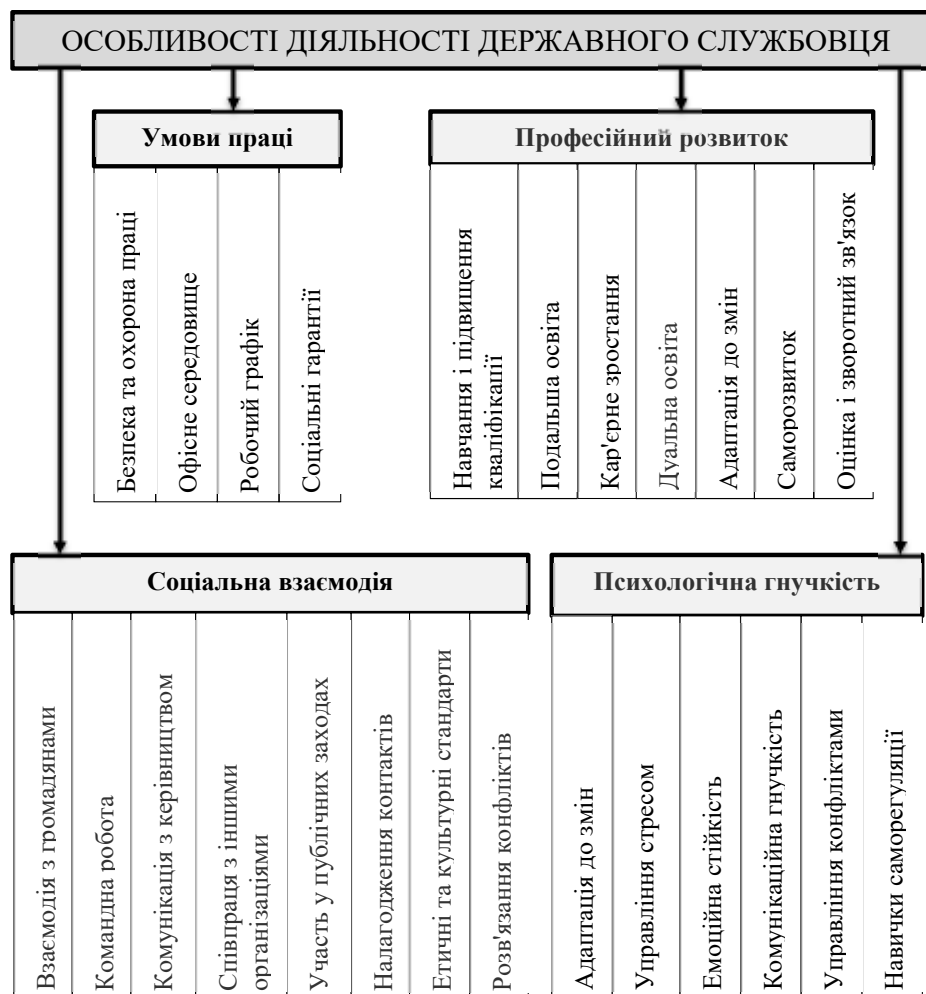 ОСОБЛИВОСТІ ДІЯЛЬНОСТІ ДЕРЖАВНОГО СЛУЖБОВЦЯ
Умови праці
Безпека та охорона праці
Офісне середовище
Робочий графік
Соціальні гарантії
Професійний розвиток
Навчання і підвищення
кваліфікації
Подальша освіта
Кар'єрне зростання
Дуальна освіта
Адаптація до змін
Саморозвиток
Оцінка і зворотний зв'язок
Соціальна взаємодія
Взаємодія з громадянами
Командна робота
Комунікація з керівництвом
Співпраця з іншими
організаціями
Участь у публічних заходах
Налагодження контактів
Етичні та культурні стандарти
Розв'язання конфліктів
Психологічна гнучкість
Адаптація до змін
Управління стресом
Емоційна стійкість
Комунікаційна гнучкість
Управління конфліктами
Навички саморегуляції